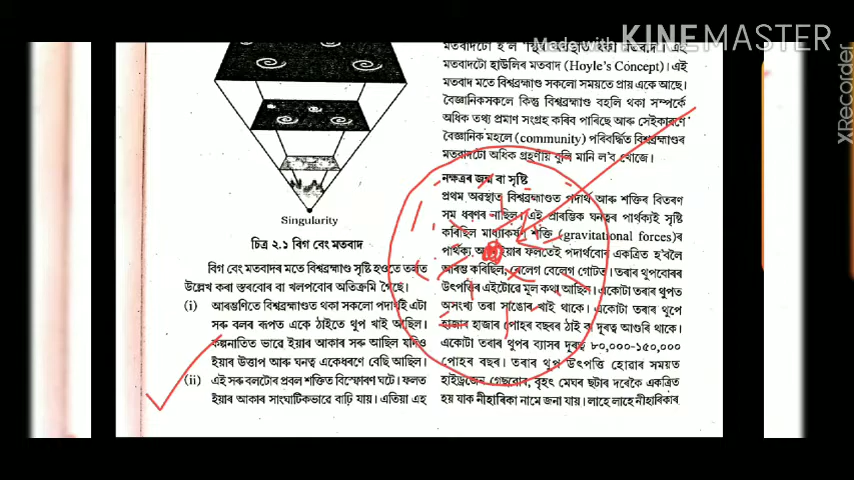 Made with KINEMASTER
XRecorder
Singularity
চিত্ৰ ২.১ বিগ বেং মতবাদ
বিগ বেং মতবাদৰ মতে বিশ্বব্ৰহ্মাণ্ড সৃষ্টি হওতে তলত
উল্লেখ কৰা স্তৰবোৰ বা খলপবোৰ অতিক্ৰমি গৈছে।
(i) আৰম্ভণিতে বিশ্বব্ৰহ্মাণ্ডত থকা সকলো পদাৰ্থই এটা
সৰু বলৰ ৰূপত একে ঠাইতে থূপ খাই আছিল।
কল্পনাতিত ভাৱে ইয়াৰ আকাৰ সৰু আছিল যদিও
ইয়াৰ উত্তাপ আৰু ঘনত্ব একেধৰণে বেছি আছিল।
(ii) এই সৰু বলটোৰ প্ৰবল শক্তিত বিস্ফোৰণ ঘটে। ফলত
ইয়াৰ আকাৰ সাংঘাটিকভাৱে বাঢ়ি যায়। এতিয়া এহ
মতবাদটো হাউলিৰ মতবাদ (Hoyle's Concept)। এই
মতবাদ মতে বিশ্বব্ৰহ্মাণ্ড সকলো সময়তে প্ৰায় একে আছে।
বৈজ্ঞানিকসকলে কিন্তু বিশ্বব্ৰহ্মাণ্ড বহলি থকা সম্পৰ্কে
অধিক তথ্য প্ৰমাণ সংগ্ৰহ কৰিব পাৰিছে আৰু সেইকাৰণে
বৈজ্ঞানিক মহলে (community) পৰিবৰ্দ্ধিত বিশ্বব্ৰহ্মাণ্ডৰ
মতবাদটো অধিক গ্ৰহণীয় বুলি মানি ল'ব খোজে।
নক্ষত্ৰৰ জন্ম বা সৃষ্টি
প্ৰথম অৱস্থাত বিশ্বব্ৰহ্মাণ্ডত পদাৰ্থ আৰু শক্তিৰ বিতৰণ
সম ধৰণৰ নাছিল। এই প্ৰাৰম্ভিক ঘনত্বৰ পাৰ্থক্যই সৃষ্টি
কৰিছিল মাধ্যাকৰ্ষণ শক্তি (gravitational forces)ৰ
পাৰ্থক্য, ইয়াৰ ফলতেই পদাৰ্থবোৰ একত্ৰিত হ'বলৈ
আৰম্ভ কৰিছিল, বেলেগ বেলেগ গোটত। তৰাৰ থূপবোৰৰ
উৎপত্তিৰ এইটোৱে মূল কথা আছিল। একোটা তৰাৰ থূপত
অসংখ্য তৰা সাঙোৰ খাই থাকে। একোটা তৰাৰ থূপে
হাজাৰ হাজাৰ পোহৰ বছৰৰ ঠাই বা দূৰত্ব আগুৰি থাকে।
একোটা তৰাৰ থূপৰ ব্যাসৰ দূৰত্ব ৮০,০০০-১৫০,০০০
পোহৰ বছৰ। তৰাৰ থূপ উৎপত্তি হোৱাৰ সময়ত
হাইড্ৰজেন গেছবোৰ, বৃহৎ মেঘৰ ছটাৰ দৰেকৈ একত্ৰিত
হয় যাক নীহাৰিকা নামে জনা যায়। লাহে লাহে নীহাৰিকাৰ